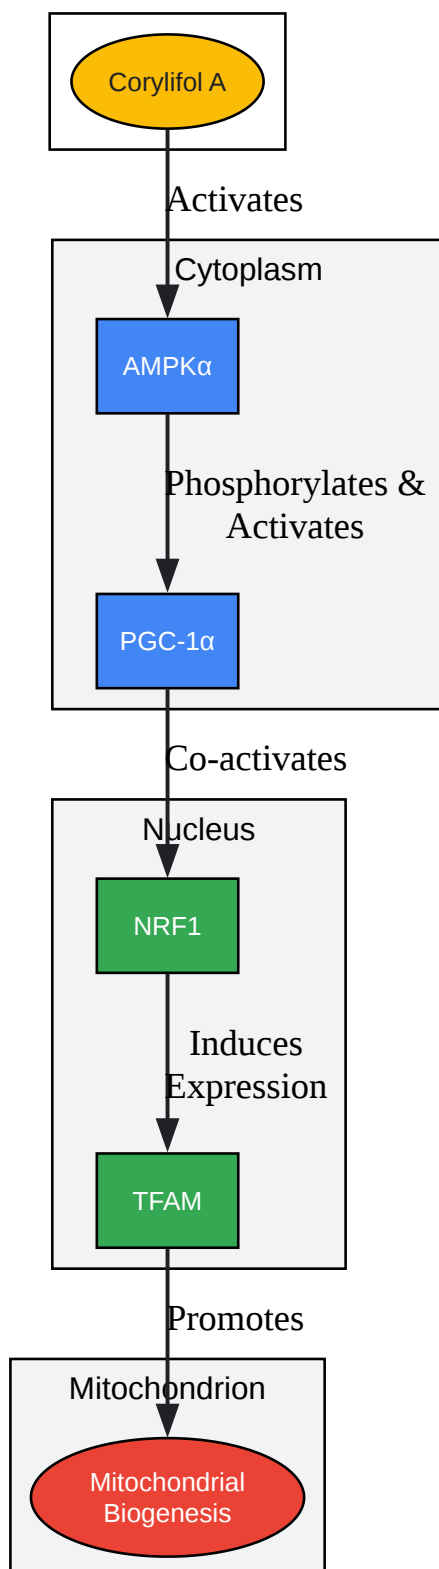 Corylifol A
Activates
Cytoplasm
AMPKα
Phosphorylates &
Activates
PGC-1α
Co-activates
Nucleus
NRF1
Induces
Expression
TFAM
Promotes
Mitochondrion
Mitochondrial
Biogenesis